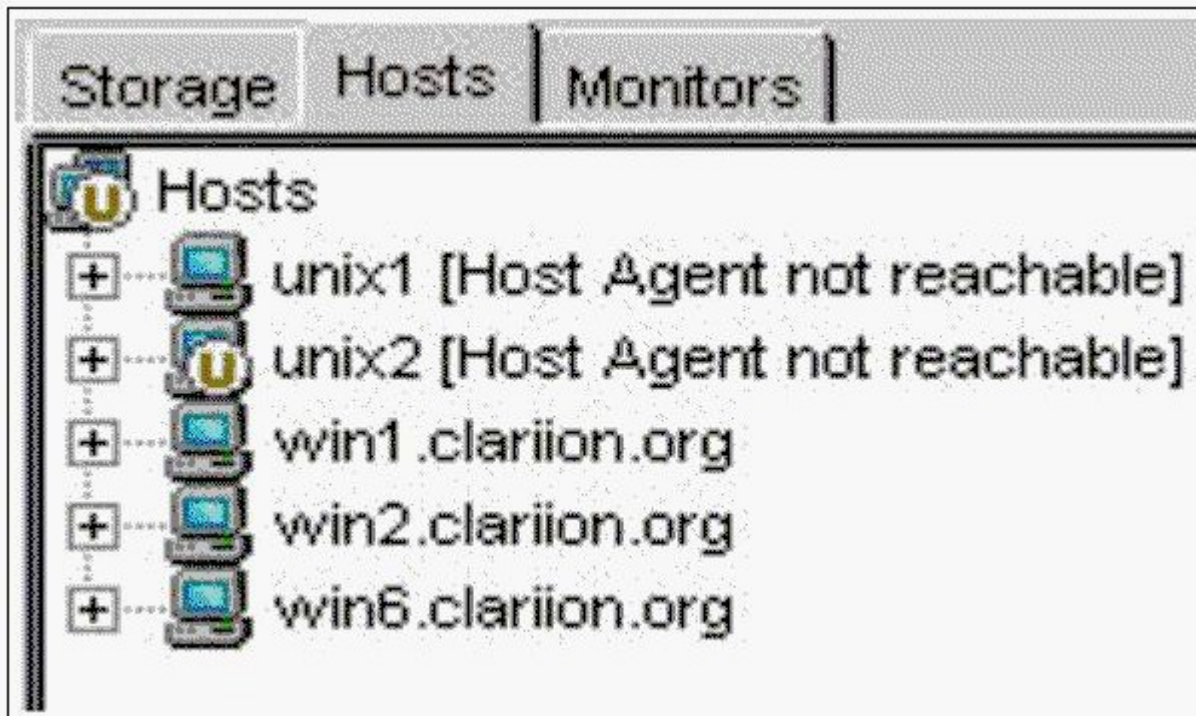 Storage Hosts Monitors
Hosts
unix1 [Host Agent not reachable]
unix2 [Host Agent not reachable]
win1.clariion.org
win2.clariion.org
win6.clariion.org